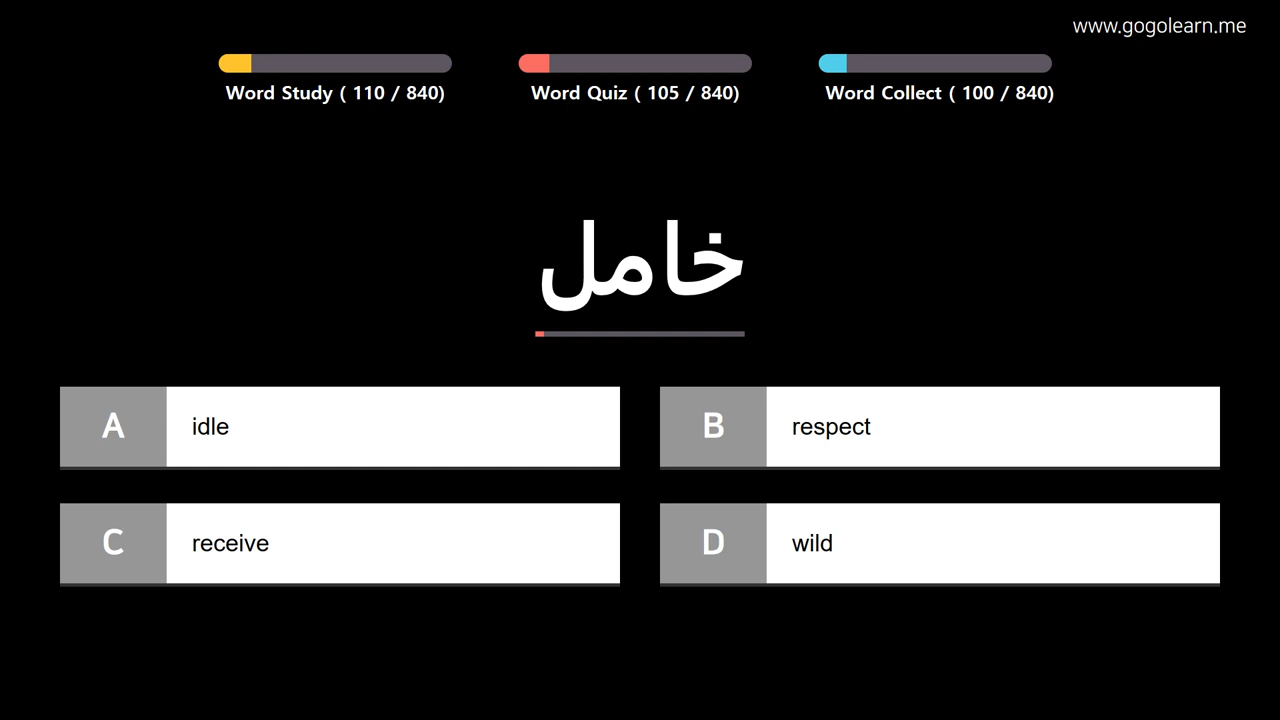 www.gogolearn.me
Word Study ( 110 / 840)
Word Quiz ( 105 / 840)
Word Collect ( 100 / 840)
خامل
A idle
B respect
C receive
D wild